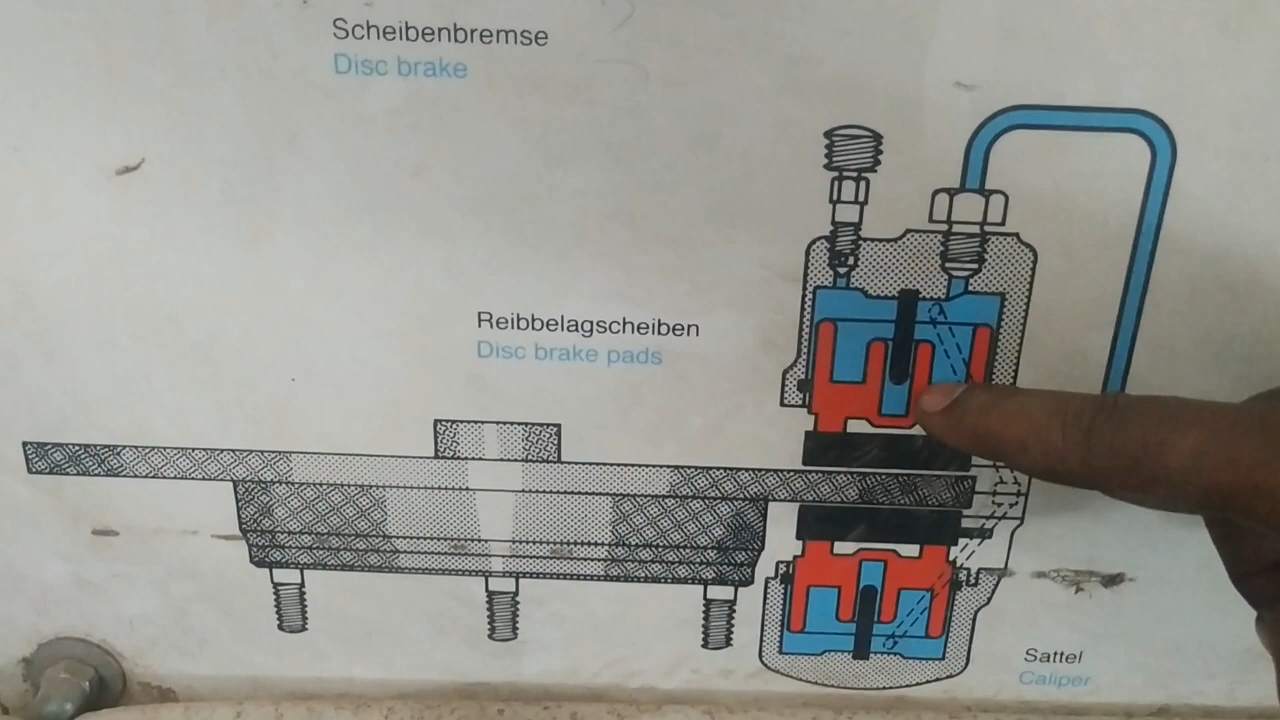 Scheibenbremse
Disc brake
Reibbelagscheiben
Disc brake pads
Sattel
Caliper